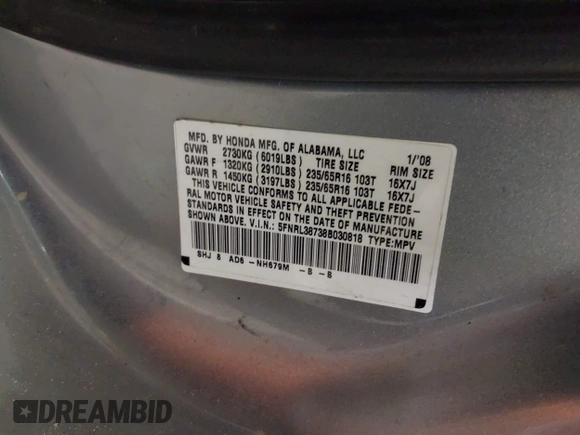 MFD. BY HONDA MFG. OF ALABAMA, LLC 1/'08
GVWR 2730KG (6019LBS) TIRE SIZE RIM SIZE
GAWR F 1320KG (2910LBS) 235/65R16 103T 16X7J
GAWR R 1450KG (3197LBS) 235/65R16 103T 16X7J
THIS VEHICLE CONFORMS TO ALL APPLICABLE FEDE-
RAL MOTOR VEHICLE SAFETY AND THEFT PREVENTION
STANDARDS IN EFFECT ON THE DATE OF MANUFACTURE
SHOWN ABOVE. V.I.N.: 5FNRL38738B030818 TYPE:MPV
SHJ 8 AD6 -NH679M -B -B
DREAMBID